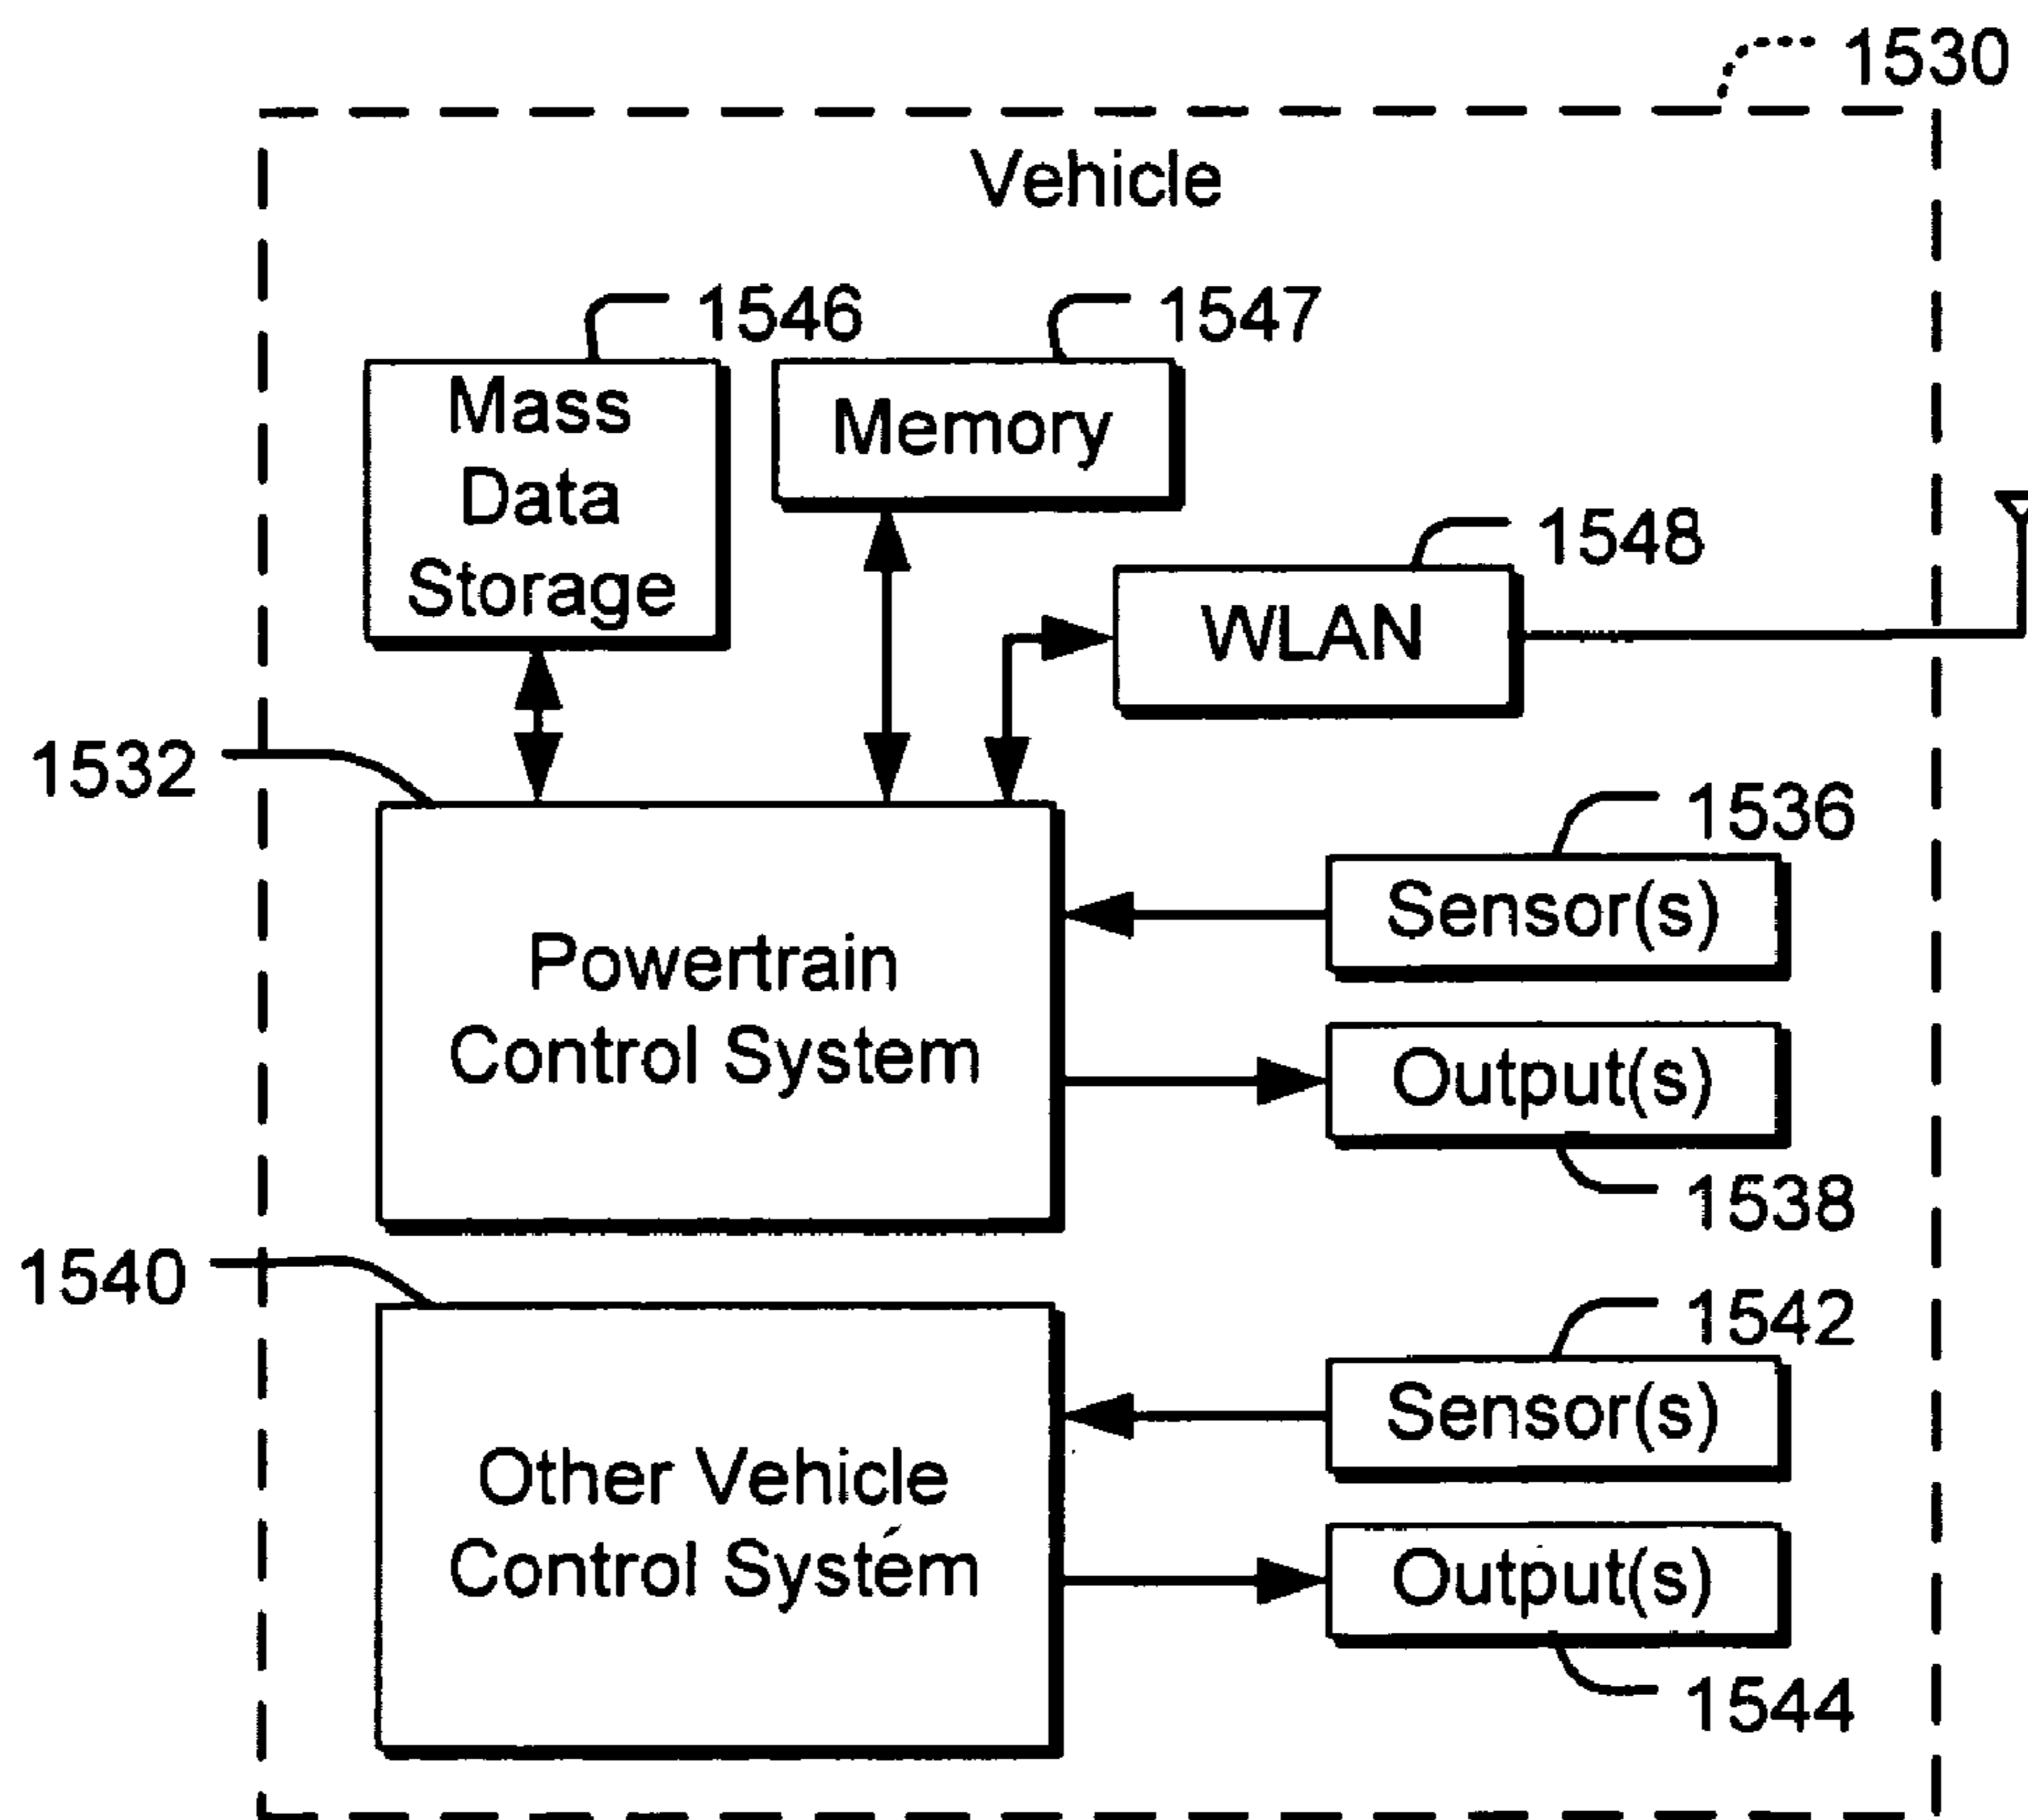 1530
Vehicle
1546
1547
Mass
Data
Storage
Memory
1548
WLAN
1532
1536
Sensor(s)
Powertrain
Control System
Output(s)
1538
1540
1542
Sensor(s)
Other Vehicle
Control System
Output(s)
1544